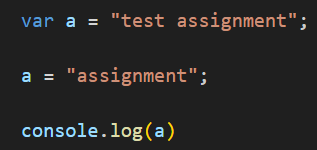 var a = "test assignment";
a = "assignment";
console.log(a)